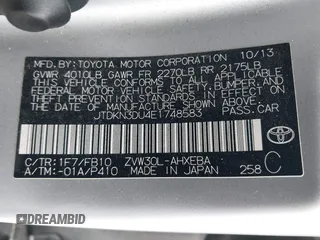 MFD.BY:TOYOTA MOTOR CORPORATION 10/13
GVWR 4010LB GAWR FR 2270LB RR 2175LB
THIS VEHICLE CONFORMS TO ALL APPLICABLE
FEDERAL MOTOR VEHICLE SAFETY, BUMPER, AND
THEFT PREVENTION STANDARDS IN EFFECT ON
THE DATE OF MANUFACTURE SHOWN ABOVE.
JTDKN3DU4E1748583
TOYOTA
C/TR:1F7/FB10 ZVW30L-AHXEBA
A/TM:-01A/P410 MADE IN JAPAN 258 C
DREAMBID